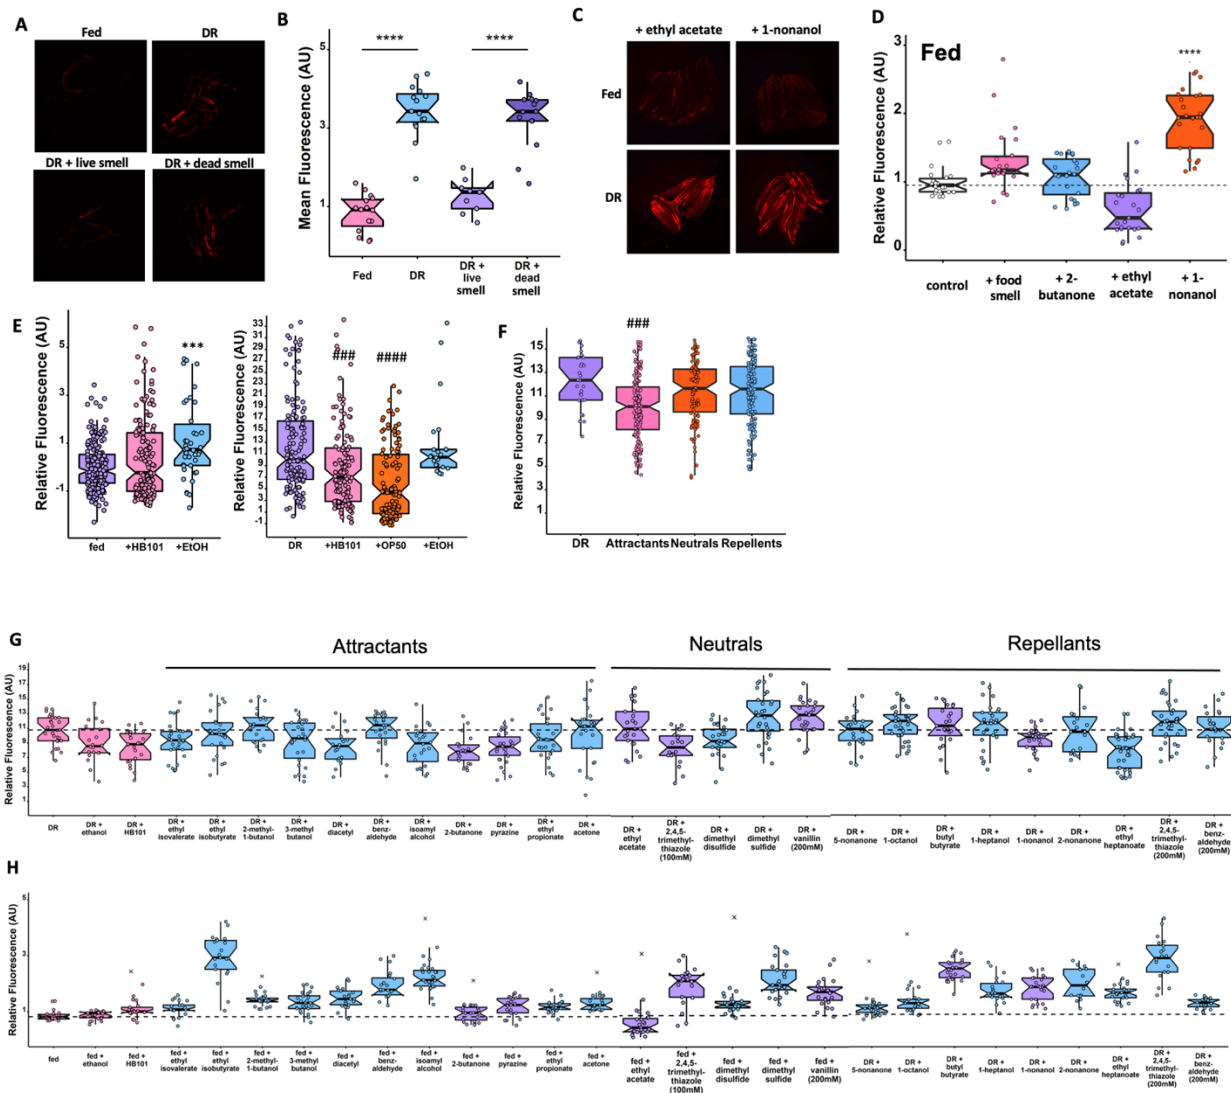 A
Fed
DR
DR + live smell
DR + dead smell
B
Mean Fluorescence (AU)
5
3
1
****
****
Fed
DR
DR +
live
smell
DR +
dead
smell
C
+ ethyl acetate
+ 1-nonanol
Fed
DR
D
Relative Fluorescence (AU)
3
2
1
0
Fed
****
control
+ food
smell
+ 2-
butanone
+ ethyl
acetate
+ 1-
nonanol
E
Relative Fluorescence (AU)
5
3
1
-1
***
fed
+HB101
+EtOH
Relative Fluorescence (AU)
33
31
29
27
25
23
21
19
17
15
13
11
9
7
5
3
1
-1
###
####
DR
+HB101
+OP50
+EtOH
F
Relative Fluorescence (AU)
15
13
11
9
7
5
3
1
###
DR
Attractants
Neutrals
Repellents
G
Attractants
Neutrals
Repellants
Relative Fluorescence (AU)
19
17
15
13
11
9
7
5
3
1
DR
DR +
ethanol
DR +
HB101
DR +
ethyl
isovalerate
DR +
ethyl
isobutyrate
DR +
2-methyl-
1-butanol
DR +
3-methyl
butanol
DR +
diacetyl
DR +
benz-
aldehyde
DR +
isoamyl
alcohol
DR +
2-butanone
DR +
pyrazine
DR +
ethyl
propionate
DR +
acetone
DR +
ethyl
acetate
DR +
2,4,5-
trimethyl-
thiazole
(100mM)
DR +
dimethyl
disulfide
DR +
dimethyl
sulfide
DR +
vanillin
(200mM)
DR +
5-nonanone
DR +
1-octanol
DR +
butyl
butyrate
DR +
1-heptanol
DR +
1-nonanol
DR +
2-nonanone
DR +
ethyl
heptanoate
DR +
2,4,5-
trimethyl-
thiazole
(200mM)
DR +
benz-
aldehyde
(200mM)
H
Relative Fluorescence (AU)
5
3
1
fed
fed +
ethanol
fed +
HB101
fed +
ethyl
isovalerate
fed +
ethyl
isobutyrate
fed +
2-methyl-
1-butanol
fed +
3-methyl
butanol
fed +
diacetyl
fed +
benz-
aldehyde
fed +
isoamyl
alcohol
fed +
2-butanone
fed +
pyrazine
fed +
ethyl
propionate
fed +
acetone
fed +
ethyl
acetate
fed +
2,4,5-
trimethyl-
thiazole
(100mM)
fed +
dimethyl
disulfide
fed +
dimethyl
sulfide
fed +
vanillin
(200mM)
DR +
5-nonanone
DR +
1-octanol
DR +
butyl
butyrate
DR +
1-heptanol
DR +
1-nonanol
DR +
2-nonanone
DR +
ethyl
heptanoate
DR +
2,4,5-
trimethyl-
thiazole
(200mM)
DR +
benz-
aldehyde
(200mM)